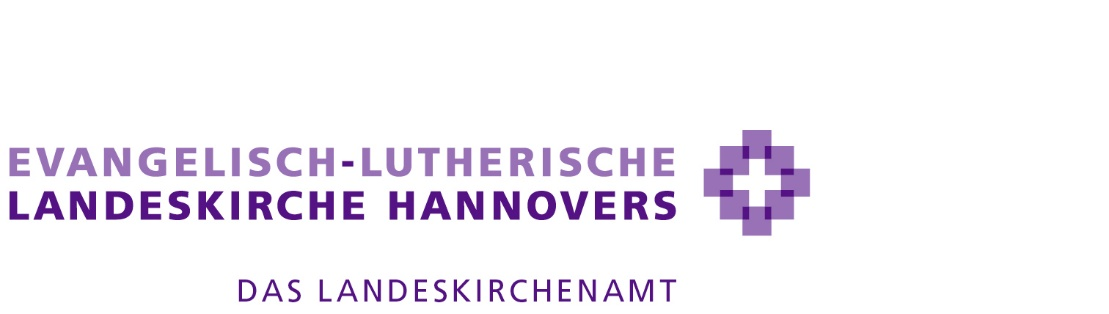 EVANGELISCH-LUTHERISCHE
LANDESKIRCHE HANNOVERS
DAS LANDESKIRCHENAMT